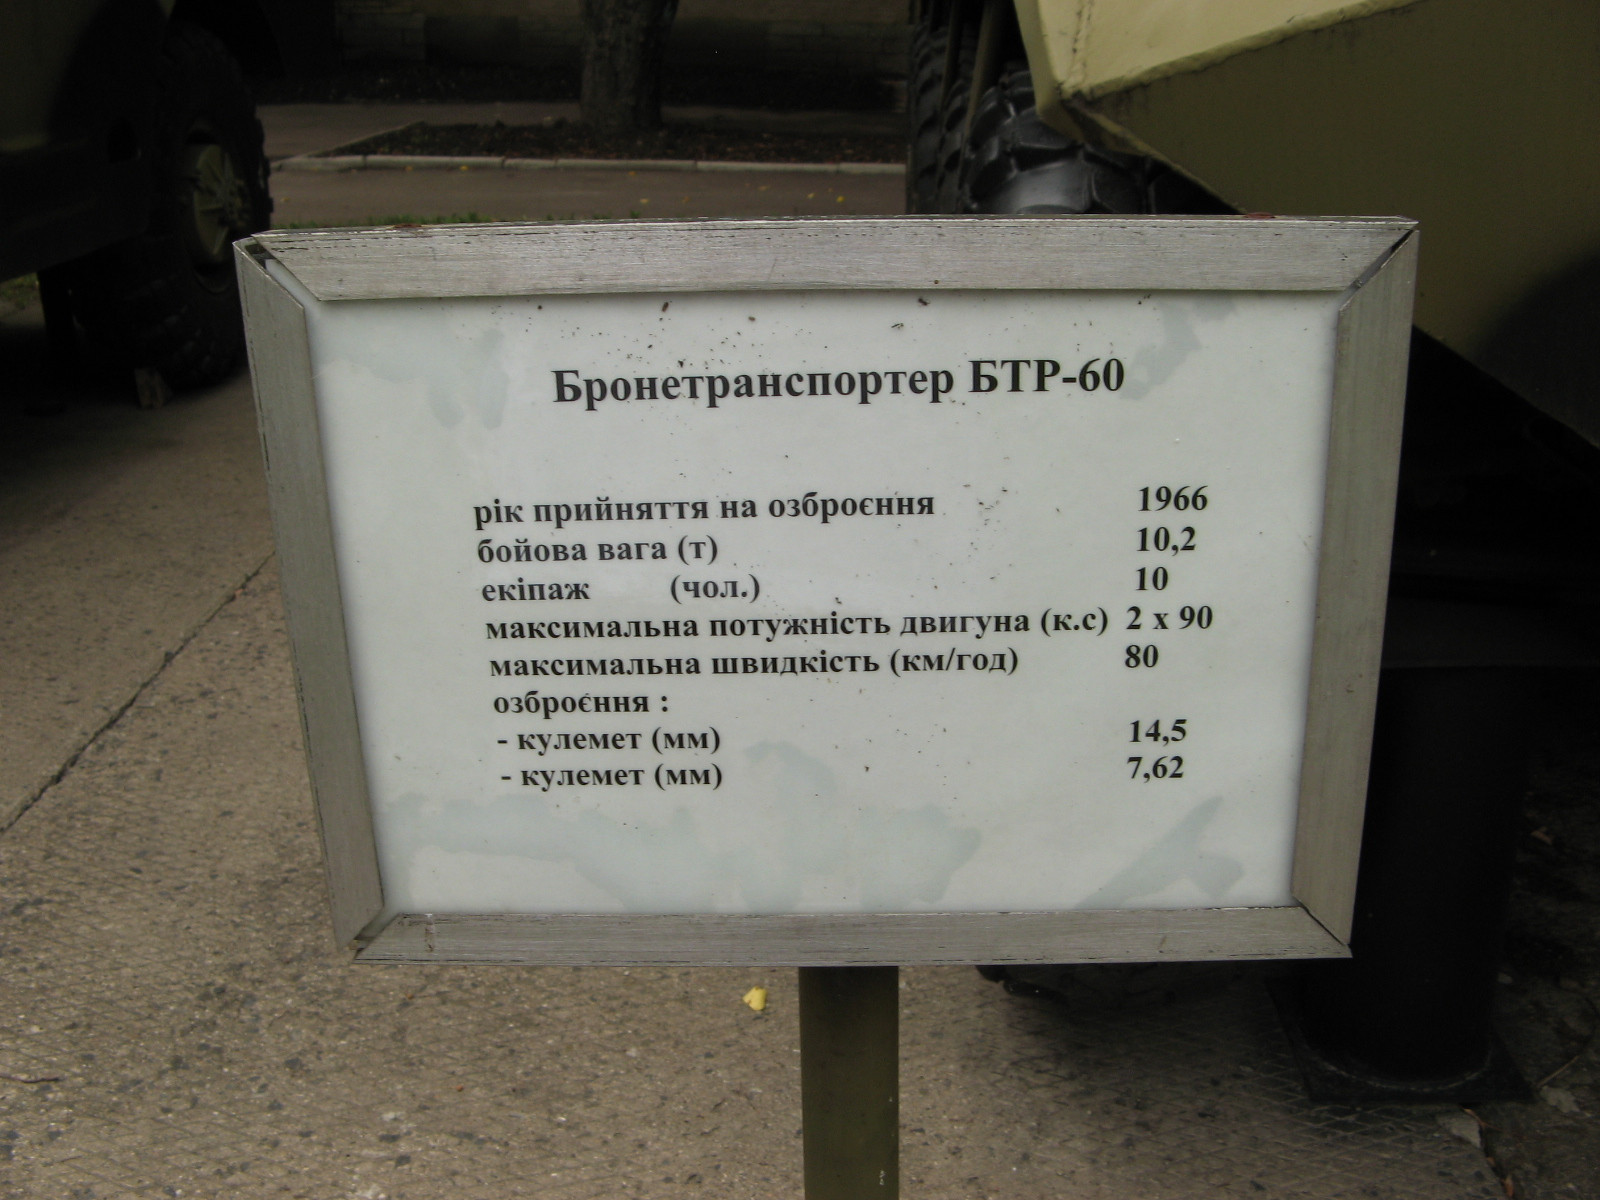 Бронетранспортер БТР-60
рік прийняття на озброєння 1966
бойова вага (т) 10,2
екіпаж (чол.) 10
максимальна потужність двигуна (к.с) 2 х 90
максимальна швидкість (км/год) 80
озброєння :
- кулемет (мм) 14,5
- кулемет (мм) 7,62